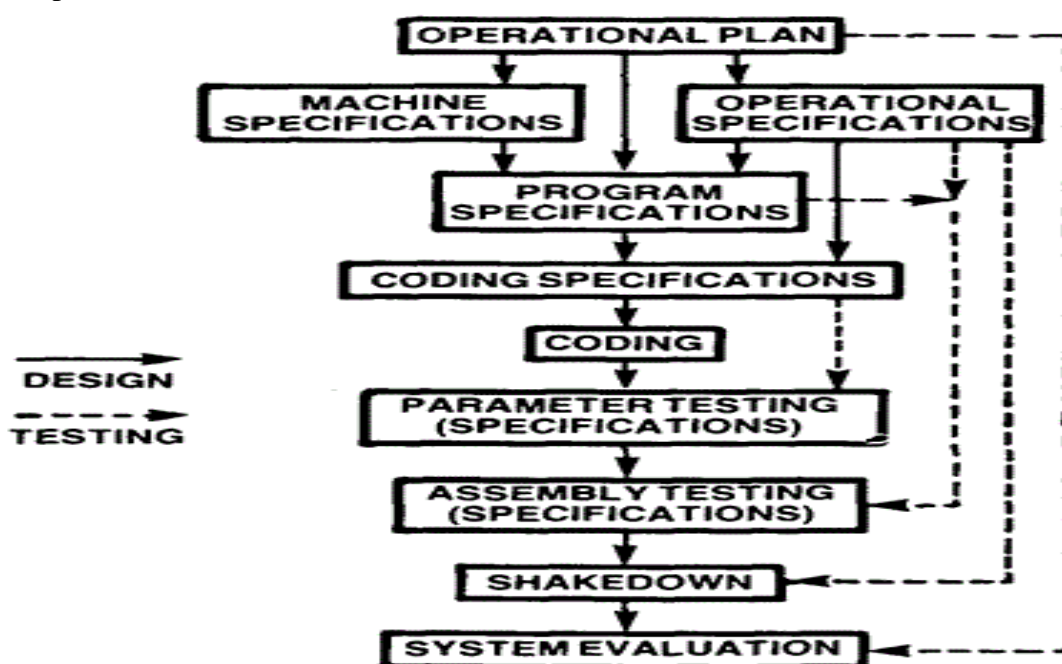 OPERATIONAL PLAN
MACHINE
SPECIFICATIONS
OPERATIONAL
SPECIFICATIONS
PROGRAM
SPECIFICATIONS
CODING SPECIFICATIONS
CODING
DESIGN
TESTING
PARAMETER TESTING
(SPECIFICATIONS)
ASSEMBLY TESTING
(SPECIFICATIONS)
SHAKEDOWN
SYSTEM EVALUATION